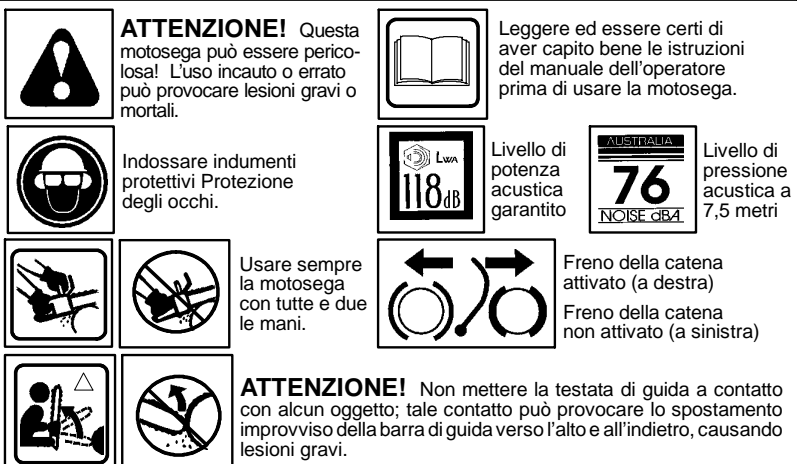 ATTENZIONE! Questa
motosega può essere perico-
losa! L'uso incauto o errato
può provocare lesioni gravi o
mortali.
Leggere ed essere certi di
aver capito bene le istruzioni
del manuale dell'operatore
prima di usare la motosega.
Indossare indumenti
protettivi Protezione
degli occhi.
LWA
118dB
Livello di
potenza
acustica
garantito
AUSTRALIA
76
NOISE dBA
Livello di
pressione
acustica a
7,5 metri
Usare sempre
la motosega
con tutte e due
le mani.
Freno della catena
attivato (a destra)
Freno della catena
non attivato (a sinistra)
ATTENZIONE! Non mettere la testata di guida a contatto
con alcun oggetto; tale contatto può provocare lo spostamento
improvviso della barra di guida verso l'alto e all'indietro, causando
lesioni gravi.